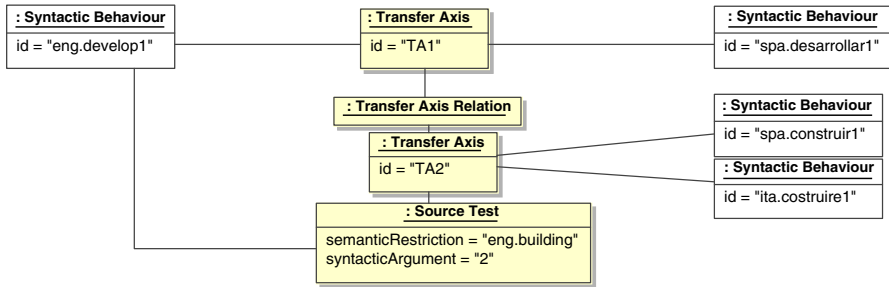 : Syntactic Behaviour
id = "eng.develop1"
: Transfer Axis
id = "TA1"
: Syntactic Behaviour
id = "spa.desarrollar1"
: Transfer Axis Relation
: Transfer Axis
id = "TA2"
: Syntactic Behaviour
id = "spa.construir1"
: Syntactic Behaviour
id = "ita.costruire1"
: Source Test
semanticRestriction = "eng.building"
syntacticArgument = "2"